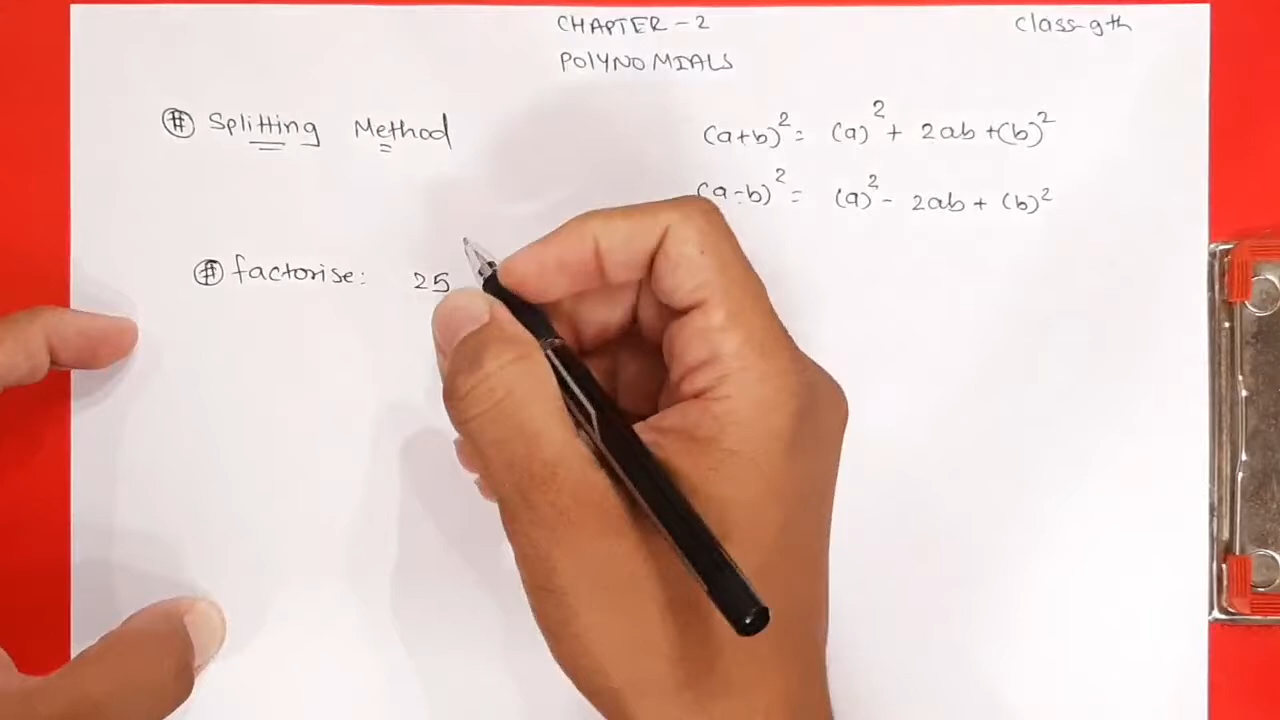 CHAPTER - 2
Class-9th
POLYNOMIALS
# Splitting Method
(a+b)² = (a)² + 2ab + (b)²
(a-b)² = (a)² - 2ab + (b)²
# factorise: 25